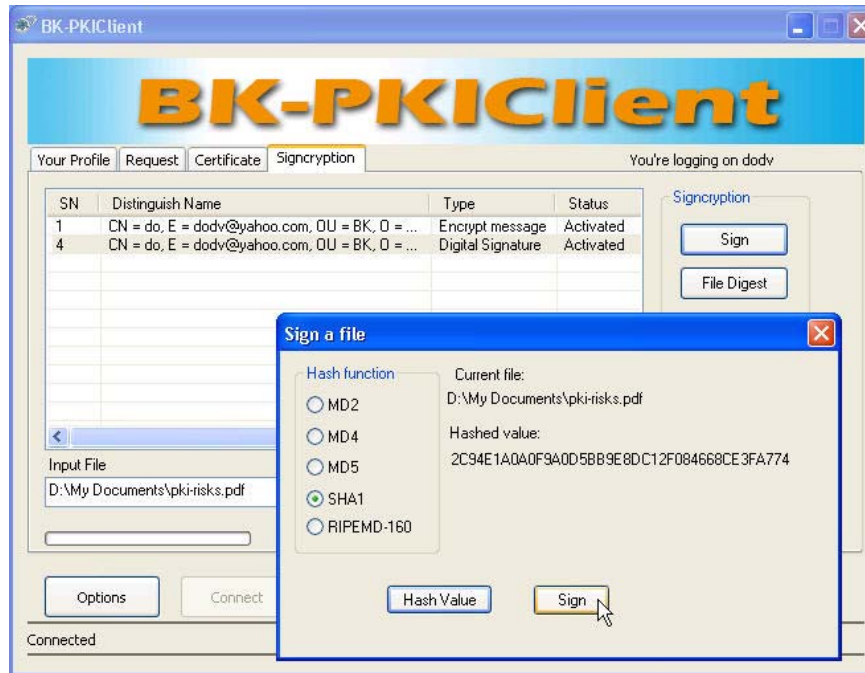 BK-PKIClient
BK-PKIClient
Your Profile Request Certificate Signcryption You're logging on dodv
SN Distinguish Name Type Status
1 CN = do, E = dodv@yahoo.com, OU = BK, O = ... Encrypt message Activated
4 CN = do, E = dodv@yahoo.com, OU = BK, O = ... Digital Signature Activated
Signcryption
Sign
File Digest
Input File
D:\My Documents\pki-risks.pdf
Options Connect
Connected
Sign a file
Hash function
MD2
MD4
MD5
SHA1
RIPEMD-160
Current file:
D:\My Documents\pki-risks.pdf
Hashed value:
2C94E1A0A0F9A0D5BB9E8DC12F084668CE3FA774
Hash Value Sign